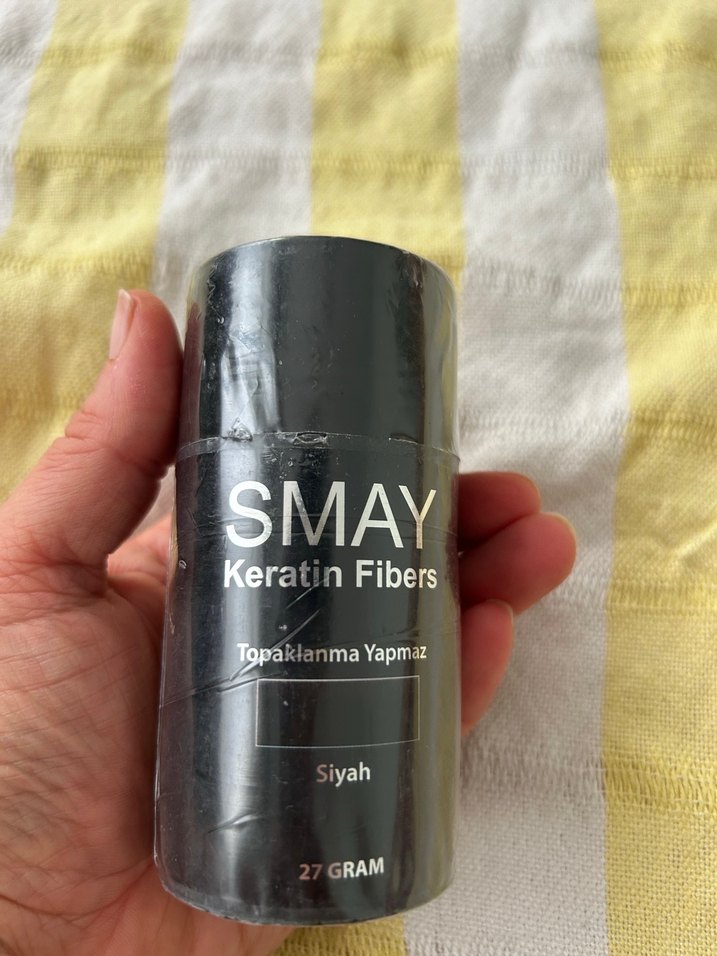 SMAY
Keratin Fibers
Topaklanma Yapmaz
Siyah
27 GRAM